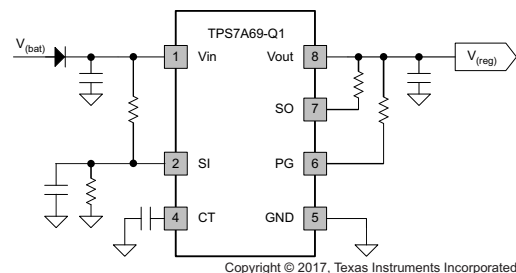 TPS7A69-Q1
V(bat)
1 Vin
Vout 8
V(reg)
SO 7
2 SI
PG 6
4 CT
GND 5
Copyright © 2017, Texas Instruments Incorporated